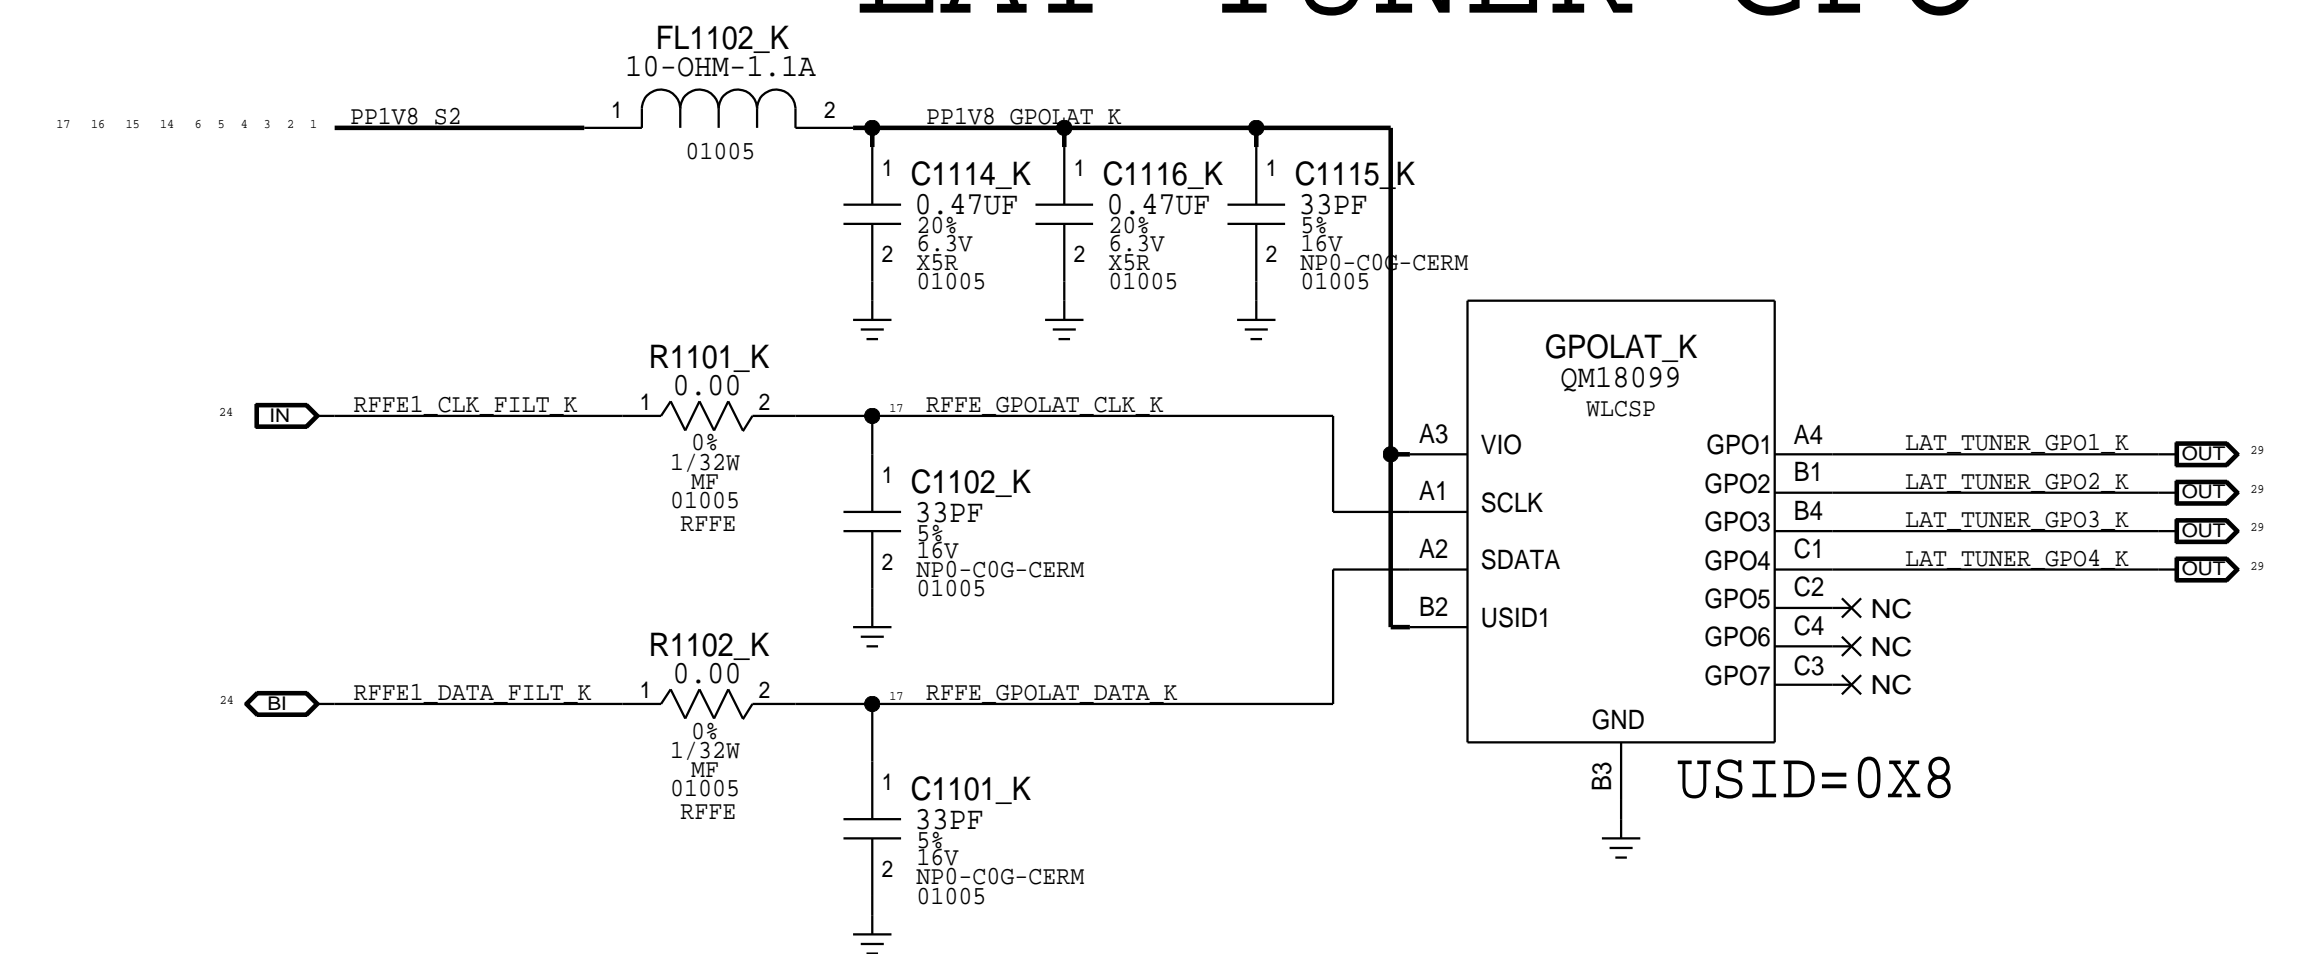 LAT TUNER GPO
FL1102_K
10-OHM-1.1A
17 16 15 14 6 5 4 3 2 1
PP1V8_S2
1
2
01005
PP1V8_GPOLAT_K
1
C1114_K
0.47UF
20%
6.3V
X5R
01005
2
1
C1116_K
0.47UF
20%
6.3V
X5R
01005
2
1
C1115_K
33PF
5%
16V
NP0-C0G-CERM
01005
2
R1101_K
0.00
24
IN
RFFE1_CLK_FILT_K
1
2
0%
1/32W
MF
01005
RFFE
17
RFFE_GPOLAT_CLK_K
1
C1102_K
33PF
5%
16V
NP0-C0G-CERM
01005
2
R1102_K
0.00
24
BI
RFFE1_DATA_FILT_K
1
2
0%
1/32W
MF
01005
RFFE
17
RFFE_GPOLAT_DATA_K
1
C1101_K
33PF
5%
16V
NP0-C0G-CERM
01005
2
GPOLAT_K
QM18099
WLCSP
A3
VIO
A1
SCLK
A2
SDATA
B2
USID1
GPO1
A4
LAT_TUNER_GPO1_K
OUT
29
GPO2
B1
LAT_TUNER_GPO2_K
OUT
29
GPO3
B4
LAT_TUNER_GPO3_K
OUT
29
GPO4
C1
LAT_TUNER_GPO4_K
OUT
29
GPO5
C2
NC
GPO6
C4
NC
GPO7
C3
NC
GND
B3
USID=0X8